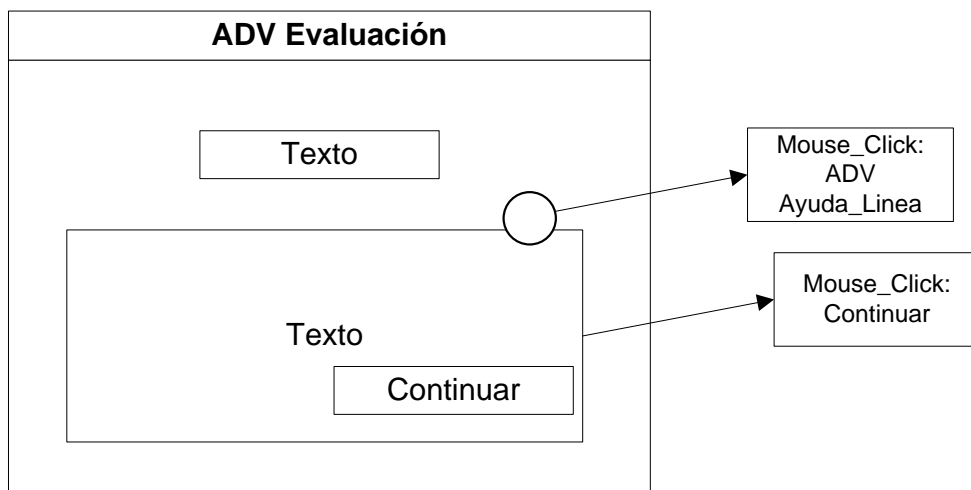 ADV Evaluación
Texto
Mouse_Click:
ADV
Ayuda_Linea
Mouse_Click:
Continuar
Texto
Continuar